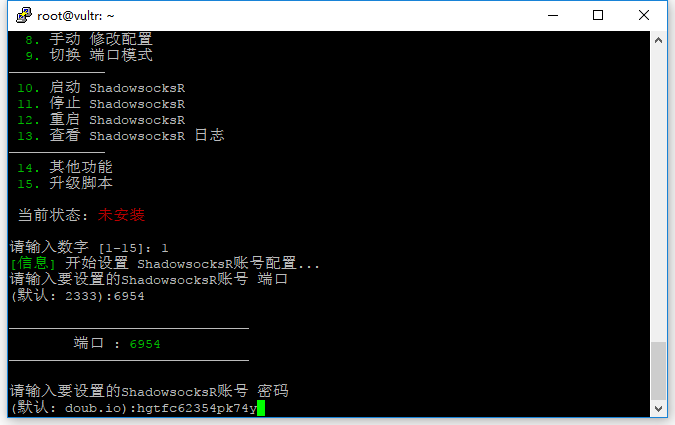 root@vultr: ~
8. 手动 修改配置
9. 切换 端口模式
10. 启动 ShadowsocksR
11. 停止 ShadowsocksR
12. 重启 ShadowsocksR
13. 查看 ShadowsocksR 日志
14. 其他功能
15. 升级脚本
当前状态: 未安装
请输入数字 [1-15]: 1
[信息] 开始设置 ShadowsocksR账号配置...
请输入要设置的ShadowsocksR账号 端口
(默认: 2333):6954
端口 : 6954
请输入要设置的ShadowsocksR账号 密码
(默认: doub.io):hgtfc62354pk74y